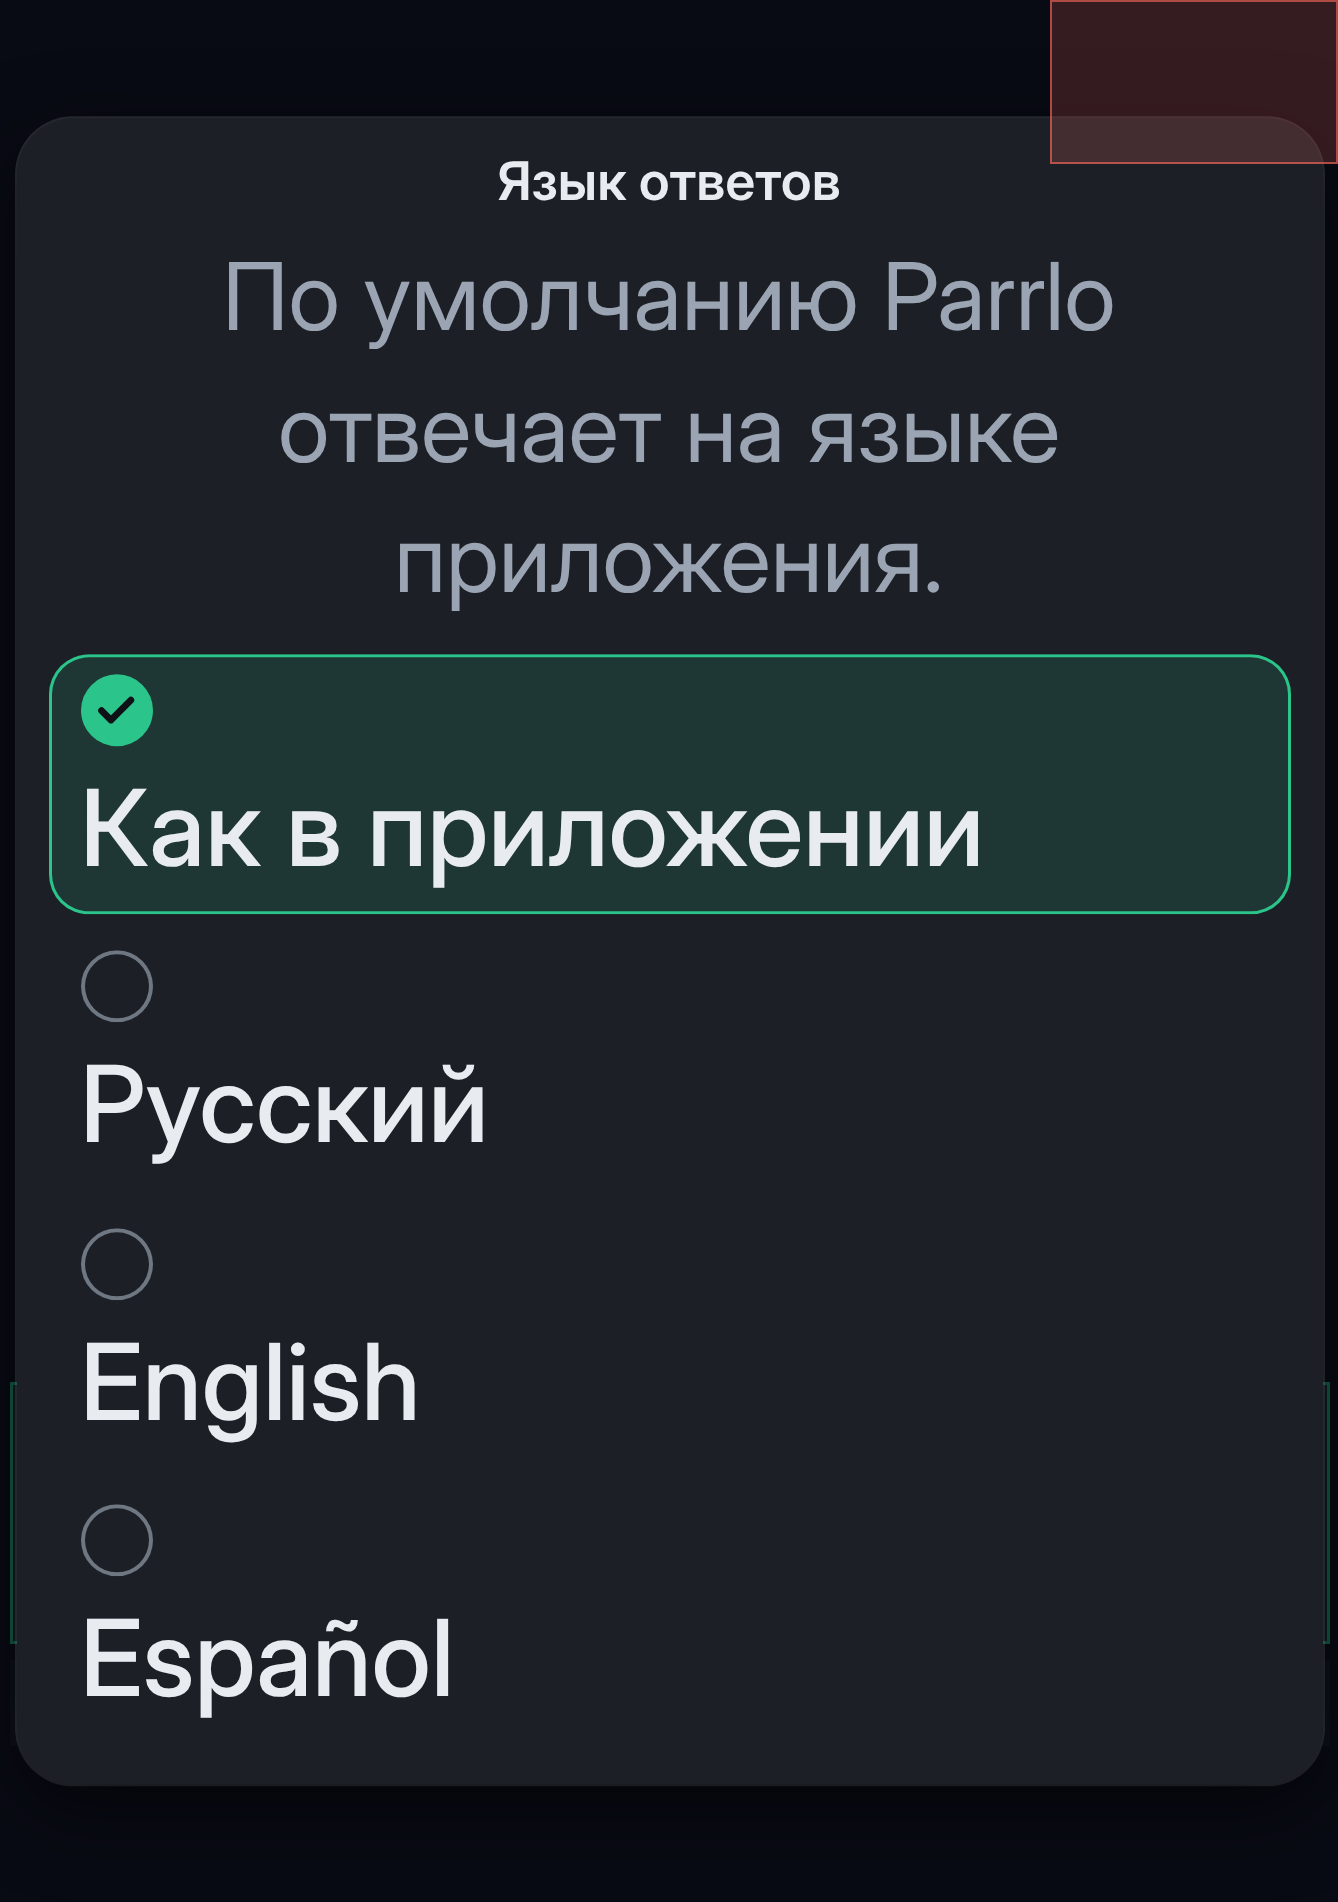 Язык ответов
По умолчанию Parrlo
отвечает на языке
приложения.
Как в приложении
Русский
English
Español